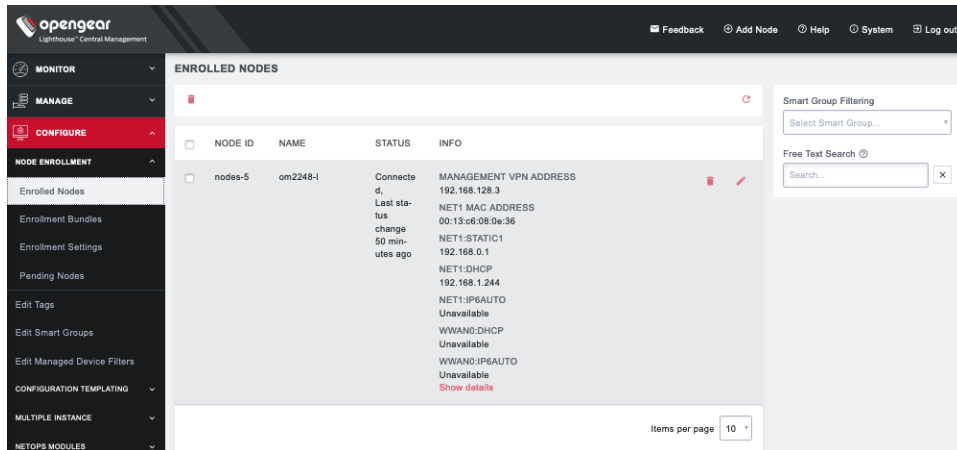 opengear
Lighthouse™ Central Management
Feedback
Add Node
Help
System
Log out
MONITOR
MANAGE
CONFIGURE
NODE ENROLLMENT
Enrolled Nodes
Enrollment Bundles
Enrollment Settings
Pending Nodes
Edit Tags
Edit Smart Groups
Edit Managed Device Filters
CONFIGURATION TEMPLATING
MULTIPLE INSTANCE
NETOPS MODULES
ENROLLED NODES
NODE ID NAME STATUS INFO
nodes-5
om2248-l
Connecte
d,
Last sta-
tus
change
50 min-
utes ago
MANAGEMENT VPN ADDRESS
192.168.128.3
NET1 MAC ADDRESS
00:13:c6:08:0e:36
NET1:STATIC1
192.168.0.1
NET1:DHCP
192.168.1.244
NET1:IP6AUTO
Unavailable
WWAN0:DHCP
Unavailable
WWAN0:IP6AUTO
Unavailable
Show details
Items per page 10
Smart Group Filtering
Select Smart Group...
Free Text Search
Search...